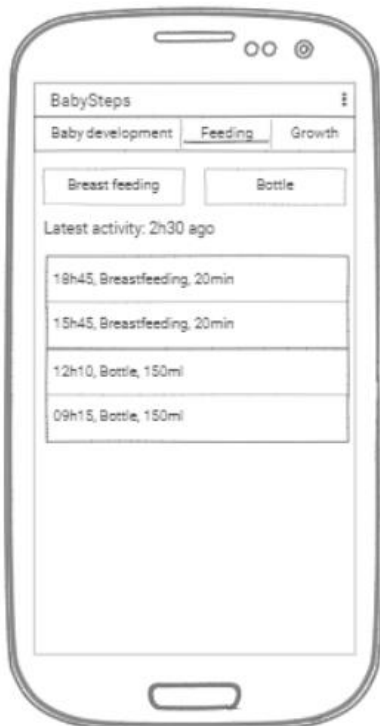 BabySteps
Baby development Feeding Growth
Breast feeding Bottle
Latest activity: 2h30 ago
18h45, Breastfeeding, 20min
15h45, Breastfeeding, 20min
12h10, Bottle, 150ml
09h15, Bottle, 150ml